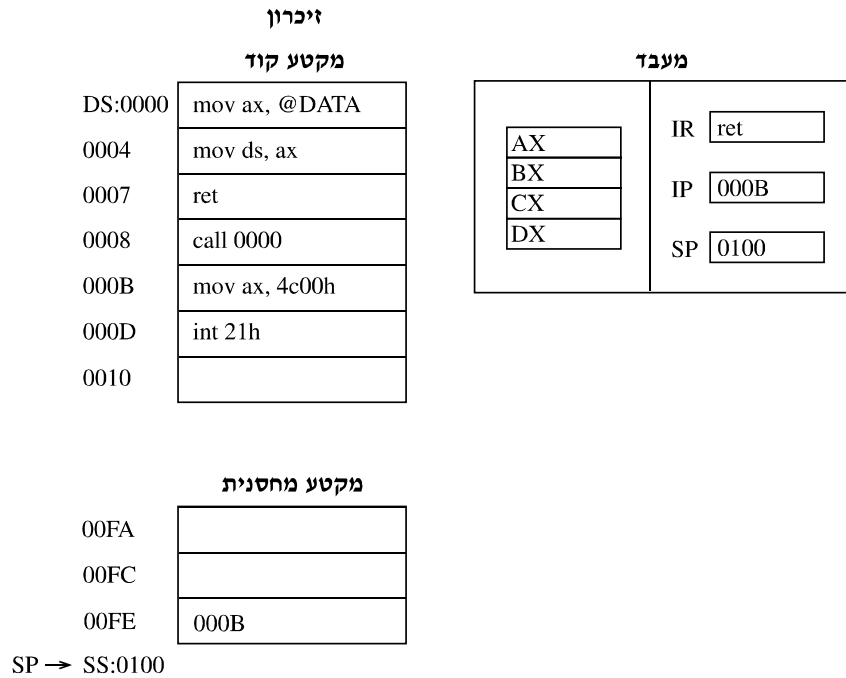 זיכרון
מקטע קוד
DS:0000 mov ax, @DATA
0004 mov ds, ax
0007 ret
0008 call 0000
000B mov ax, 4c00h
000D int 21h
0010
מעבד
AX
BX
CX
DX
IR ret
IP 000B
SP 0100
מקטע מחסנית
00FA
00FC
00FE 000B
SP → SS:0100